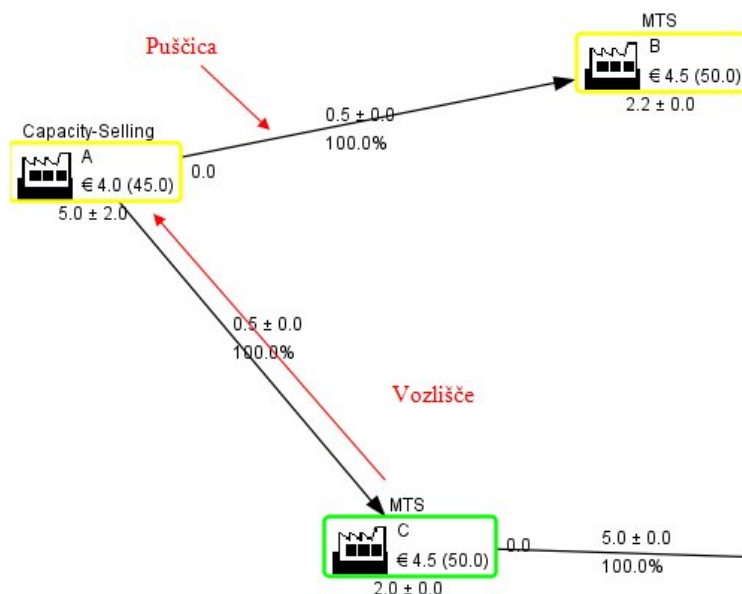 MTS
Puščica
B
€ 4.5 (50.0)
0.5 ± 0.0
2.2 ± 0.0
100.0%
Capacity-Selling
A
€ 4.0 (45.0)
0.0
5.0 ± 2.0
0.5 ± 0.0
100.0%
Vozlišče
MTS
C
€ 4.5 (50.0)
0.0
5.0 ± 0.0
100.0%
2.0 ± 0.0